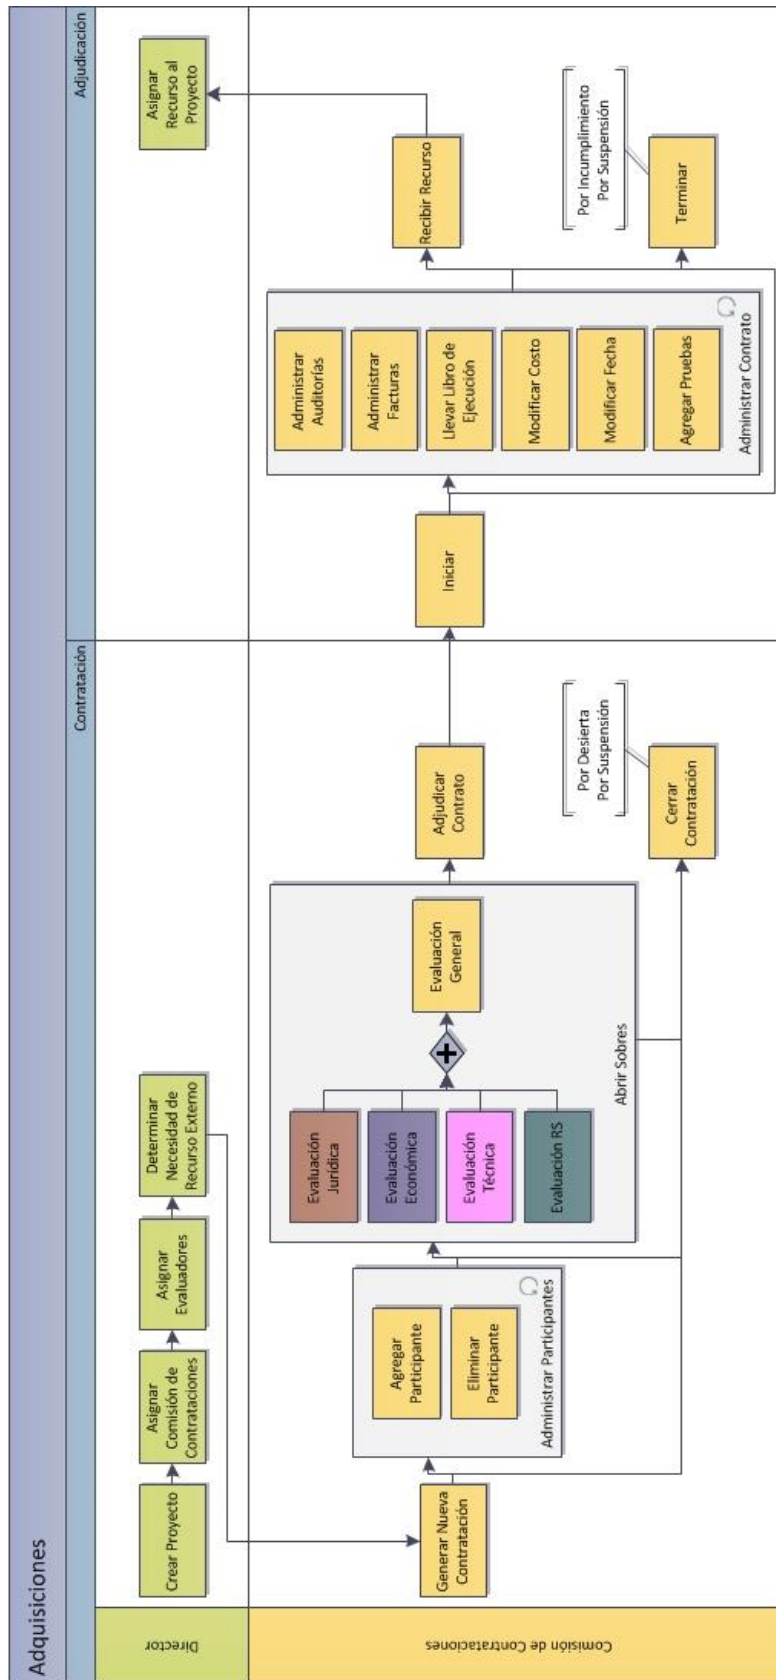 Adquisiciones
Contratación
Adjudicación
Director
Crear Proyecto
Asignar
Comisión de
Contrataciones
Asignar
Evaluadores
Determinar
Necesidad de
Recurso Externo
Asignar
Recurso al
Proyecto
Comisión de Contrataciones
Generar Nueva
Contratación
Agregar
Participante
Eliminar
Participante
Administrar Participantes
Evaluación
Jurídica
Evaluación
Económica
Evaluación
Técnica
Evaluación RS
Evaluación
General
Abrir Sobres
Adjudicar
Contrato
Por Desierta
Por Suspensión
Cerrar
Contratación
Iniciar
Administrar
Auditorías
Administrar
Facturas
Llevar Libro de
Ejecución
Modificar Costo
Modificar Fecha
Agregar Pruebas
Administrar Contrato
Recibir Recurso
Por Incumplimiento
Por Suspensión
Terminar